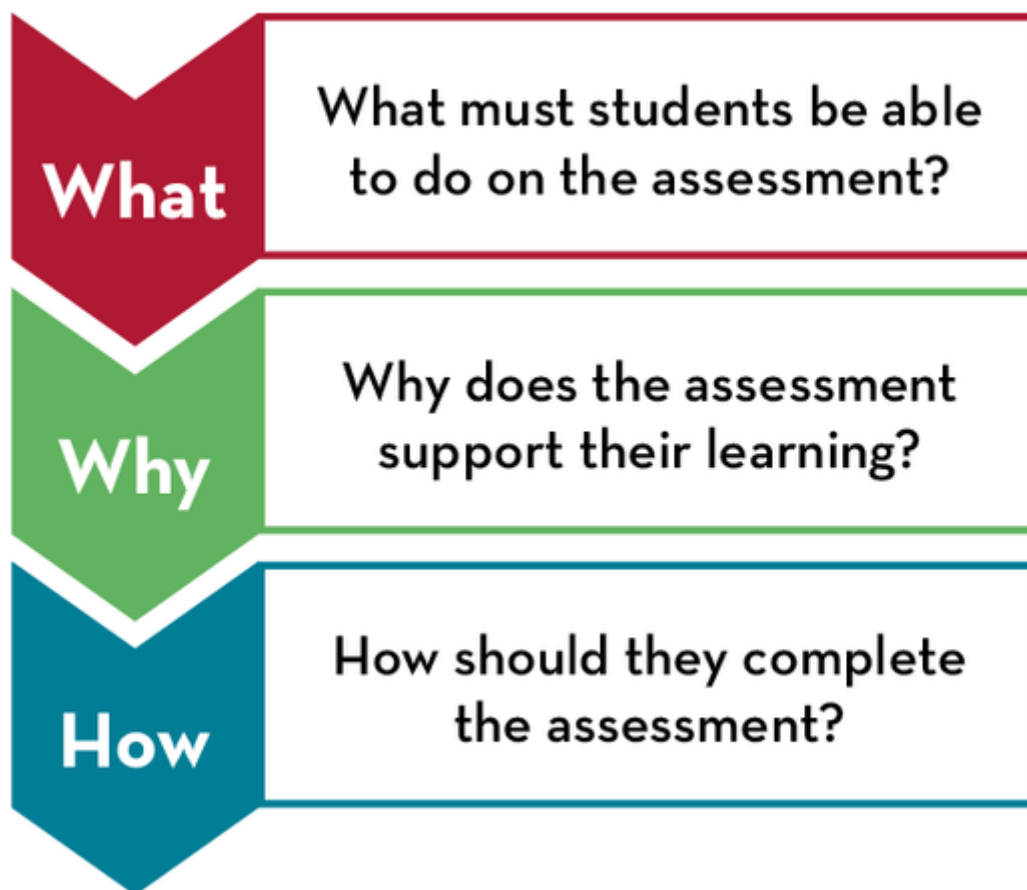 What
What must students be able
to do on the assessment?
Why
Why does the assessment
support their learning?
How
How should they complete
the assessment?